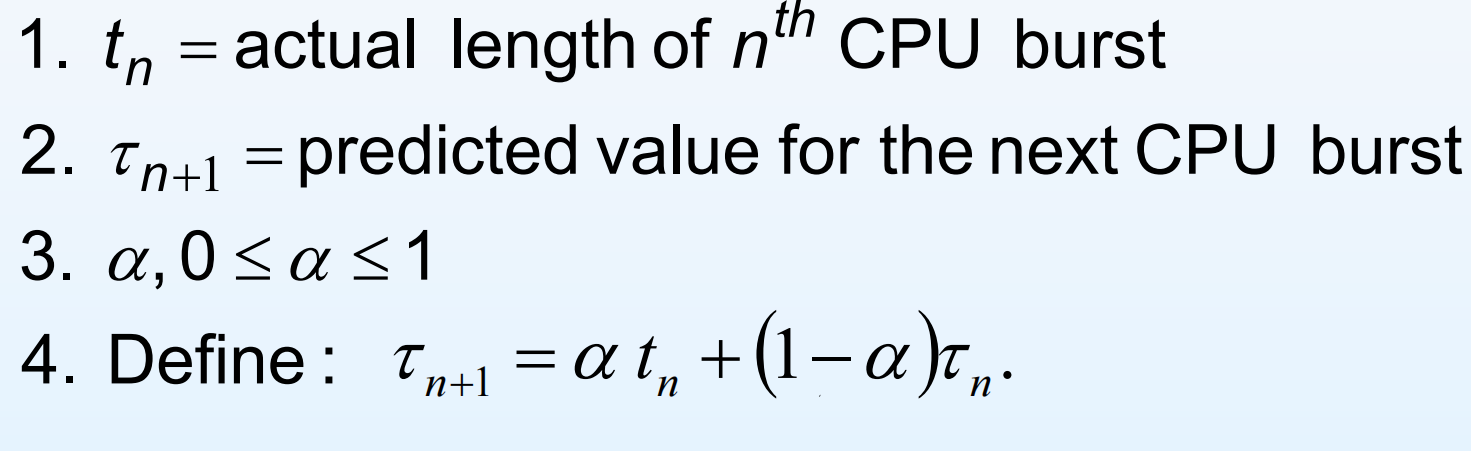 1. tₙ = actual length of nᵗʰ CPU burst
2. τₙ₊₁ = predicted value for the next CPU burst
3. α, 0 ≤ α ≤ 1
4. Define : τₙ₊₁ = α tₙ + (1 − α)τₙ.